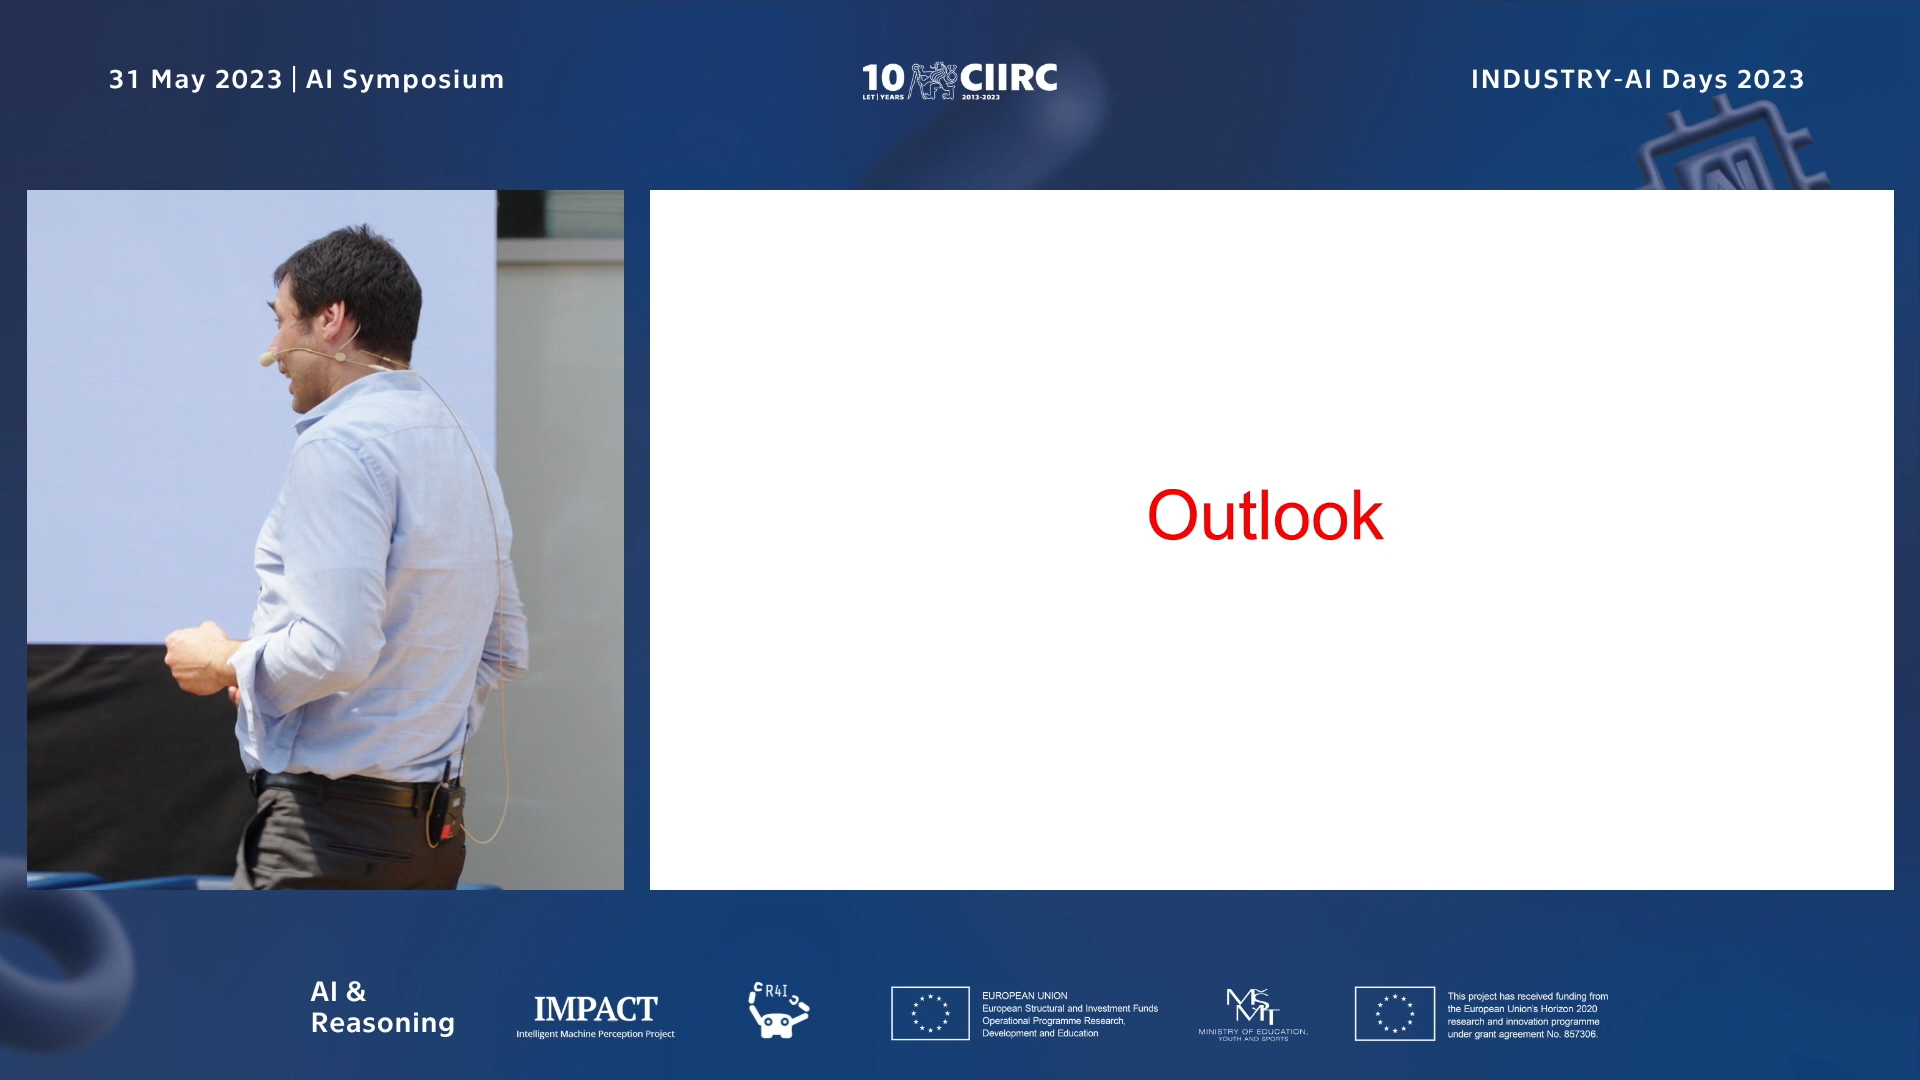 31 May 2023 | AI Symposium
10 CIIRC
LET | YEARS 2013-2023
INDUSTRY-AI Days 2023
AI
Outlook
AI &
Reasoning
IMPACT
Intelligent Machine Perception Project
R4I
EUROPEAN UNION
European Structural and Investment Funds
Operational Programme Research,
Development and Education
MŠMT
MINISTRY OF EDUCATION,
YOUTH AND SPORTS
This project has received funding from
the European Union's Horizon 2020
research and innovation programme
under grant agreement No. 857306.